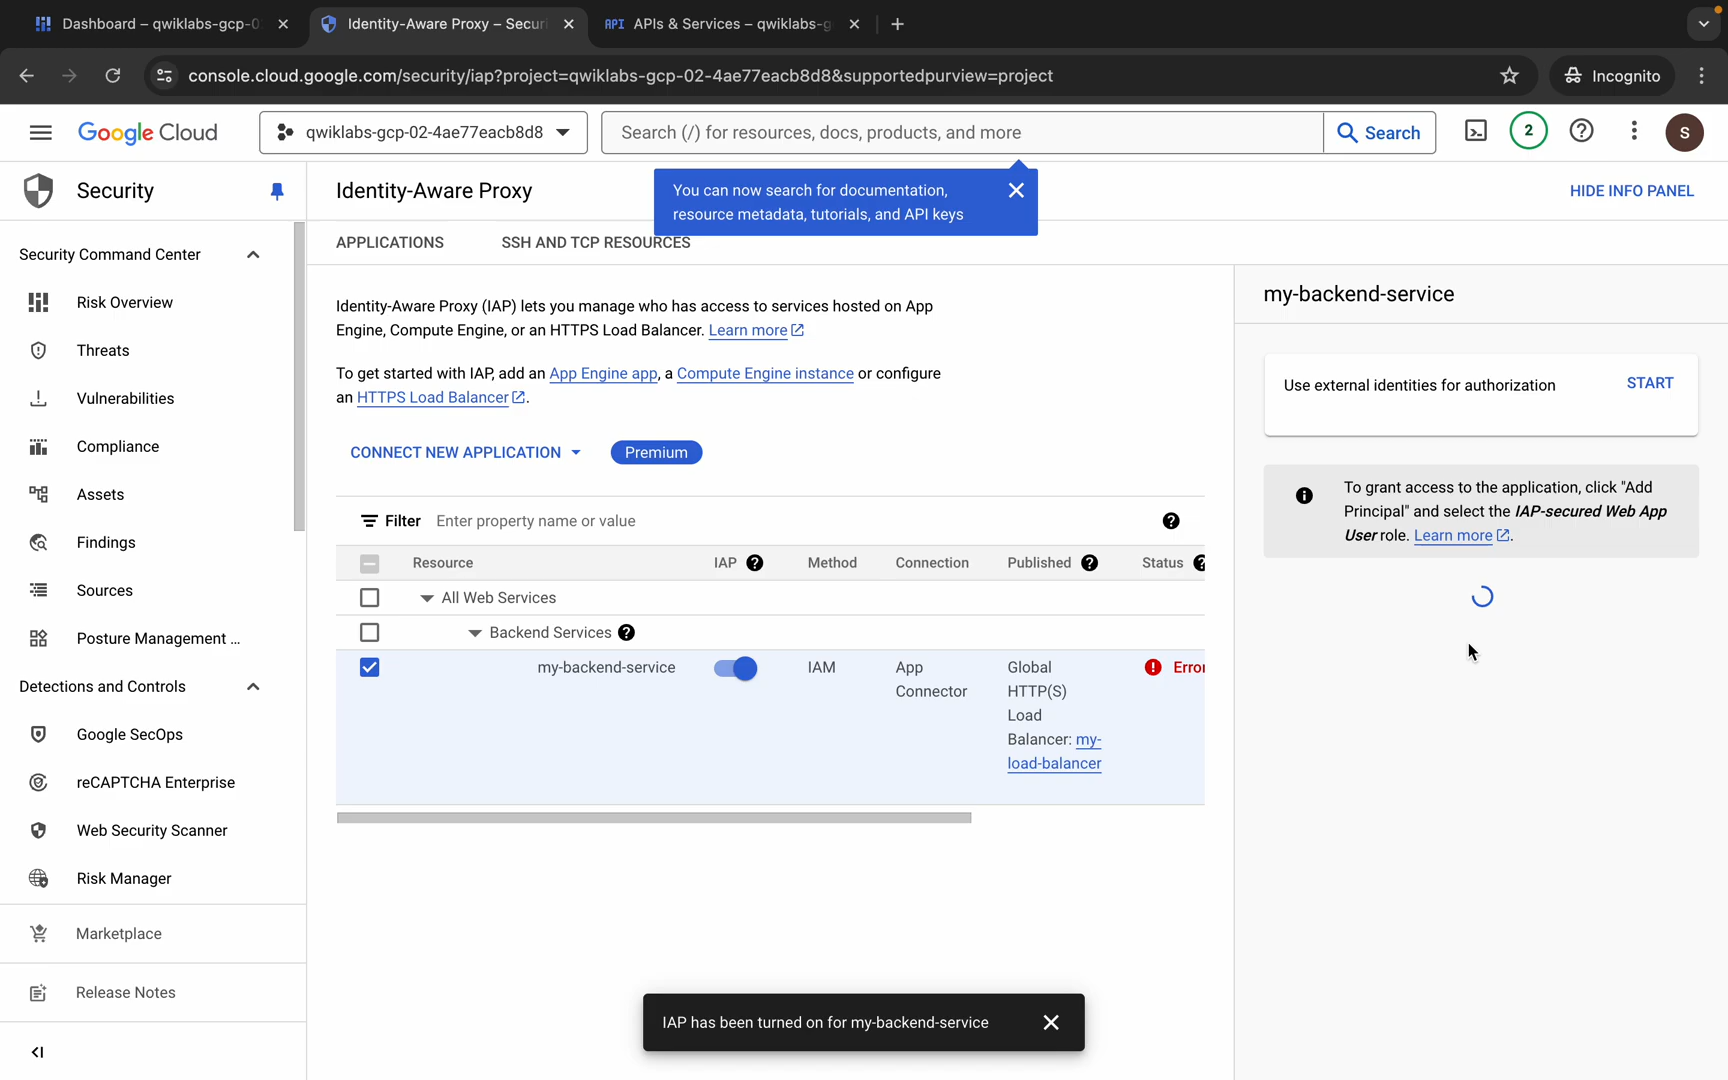 Dashboard – qwiklabs-gcp-0
Identity-Aware Proxy – Secur
API APIs & Services – qwiklabs-g
console.cloud.google.com/security/iap?project=qwiklabs-gcp-02-4ae77eacb8d8&supportedpurview=project
Incognito
Google Cloud
qwiklabs-gcp-02-4ae77eacb8d8
Search (/) for resources, docs, products, and more
Search
2
S
Security
Identity-Aware Proxy
You can now search for documentation,
resource metadata, tutorials, and API keys
HIDE INFO PANEL
APPLICATIONS
SSH AND TCP RESOURCES
Security Command Center
Risk Overview
Threats
Vulnerabilities
Compliance
Assets
Findings
Sources
Posture Management ...
Detections and Controls
Google SecOps
reCAPTCHA Enterprise
Web Security Scanner
Risk Manager
Marketplace
Release Notes
Identity-Aware Proxy (IAP) lets you manage who has access to services hosted on App
Engine, Compute Engine, or an HTTPS Load Balancer. Learn more
To get started with IAP, add an App Engine app, a Compute Engine instance or configure
an HTTPS Load Balancer.
CONNECT NEW APPLICATION
Premium
Filter Enter property name or value
Resource IAP Method Connection Published Status
All Web Services
Backend Services
my-backend-service
IAM
App
Connector
Global
HTTP(S)
Load
Balancer: my-
load-balancer
Error
my-backend-service
Use external identities for authorization
START
To grant access to the application, click "Add
Principal" and select the IAP-secured Web App
User role. Learn more.
IAP has been turned on for my-backend-service